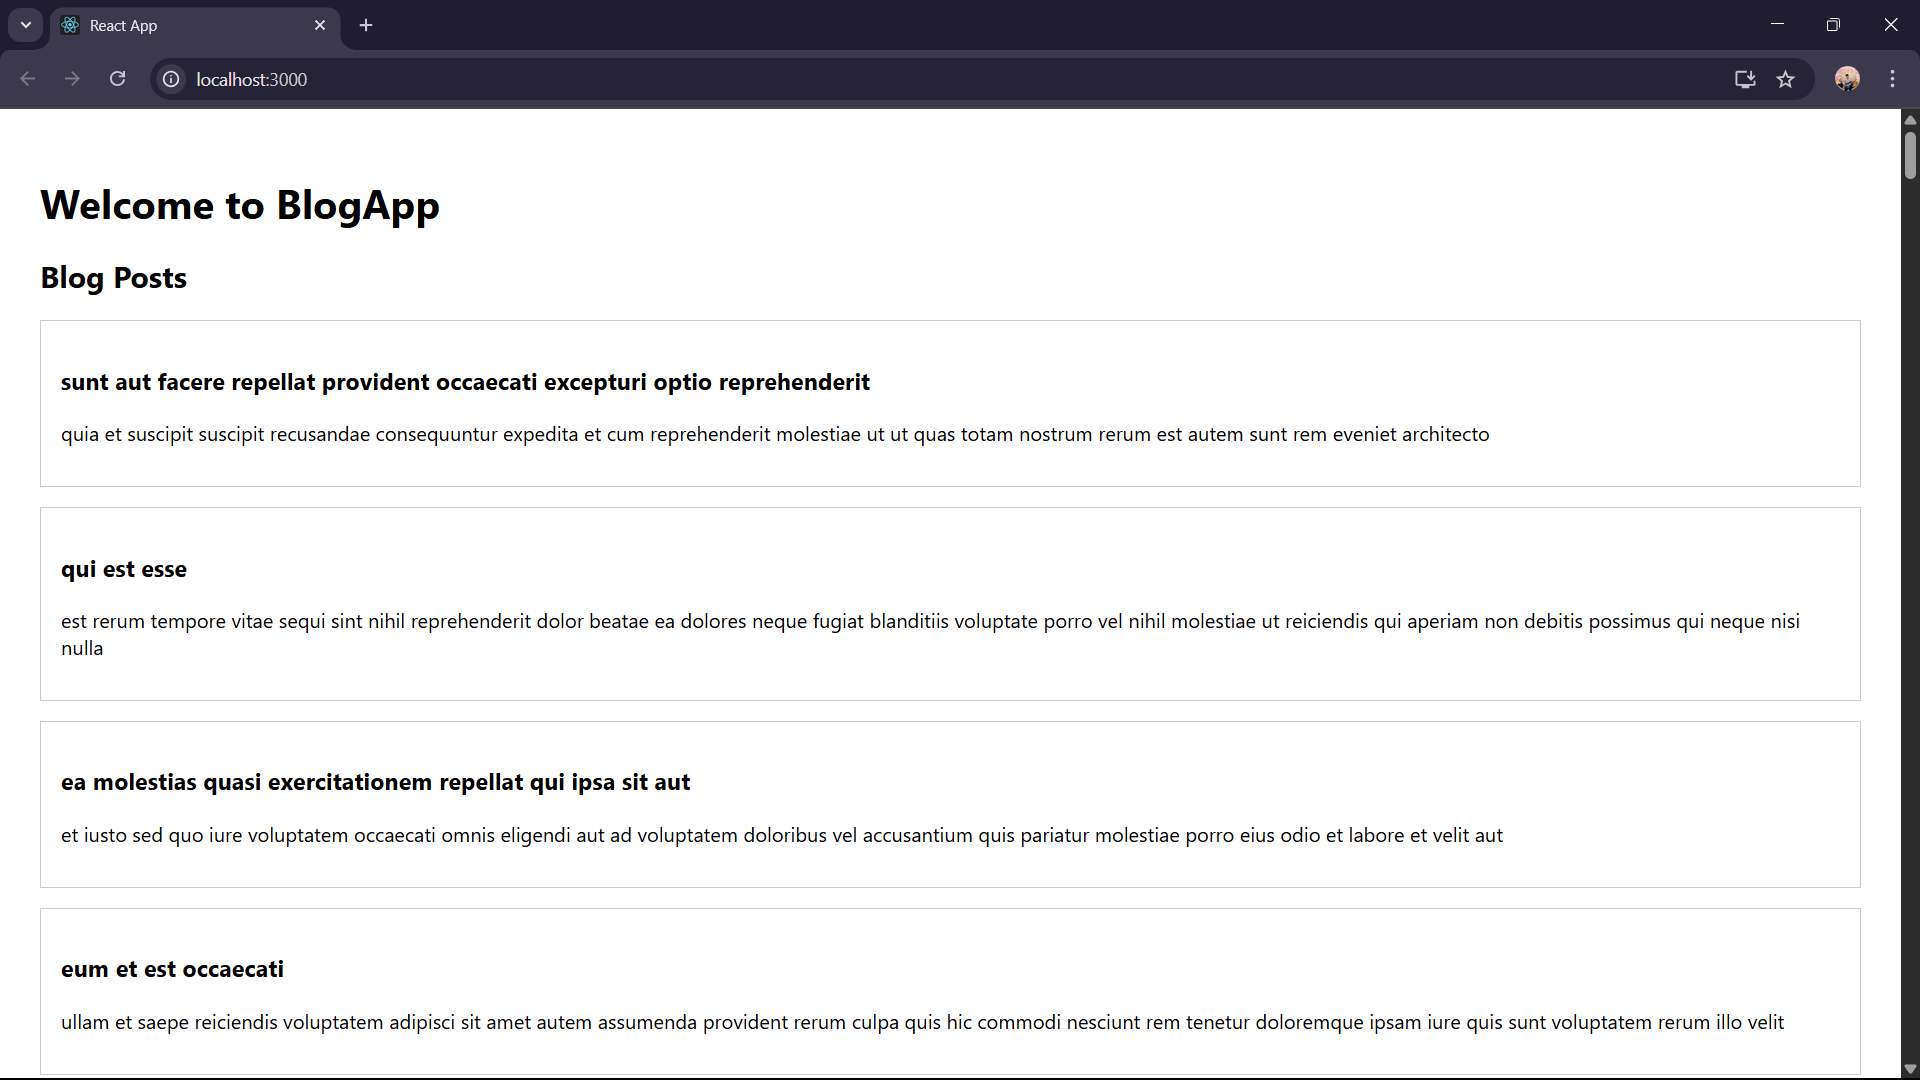 React App
localhost:3000
Welcome to BlogApp
Blog Posts
sunt aut facere repellat provident occaecati excepturi optio reprehenderit
quia et suscipit suscipit recusandae consequuntur expedita et cum reprehenderit molestiae ut ut quas totam nostrum rerum est autem sunt rem eveniet architecto
qui est esse
est rerum tempore vitae sequi sint nihil reprehenderit dolor beatae ea dolores neque fugiat blanditiis voluptate porro vel nihil molestiae ut reiciendis qui aperiam non debitis possimus qui neque nisi
nulla
ea molestias quasi exercitationem repellat qui ipsa sit aut
et iusto sed quo iure voluptatem occaecati omnis eligendi aut ad voluptatem doloribus vel accusantium quis pariatur molestiae porro eius odio et labore et velit aut
eum et est occaecati
ullam et saepe reiciendis voluptatem adipisci sit amet autem assumenda provident rerum culpa quis hic commodi nesciunt rem tenetur doloremque ipsam iure quis sunt voluptatem rerum illo velit